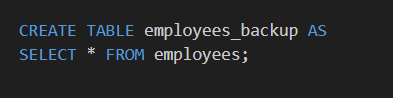 CREATE TABLE employees_backup AS
SELECT * FROM employees;